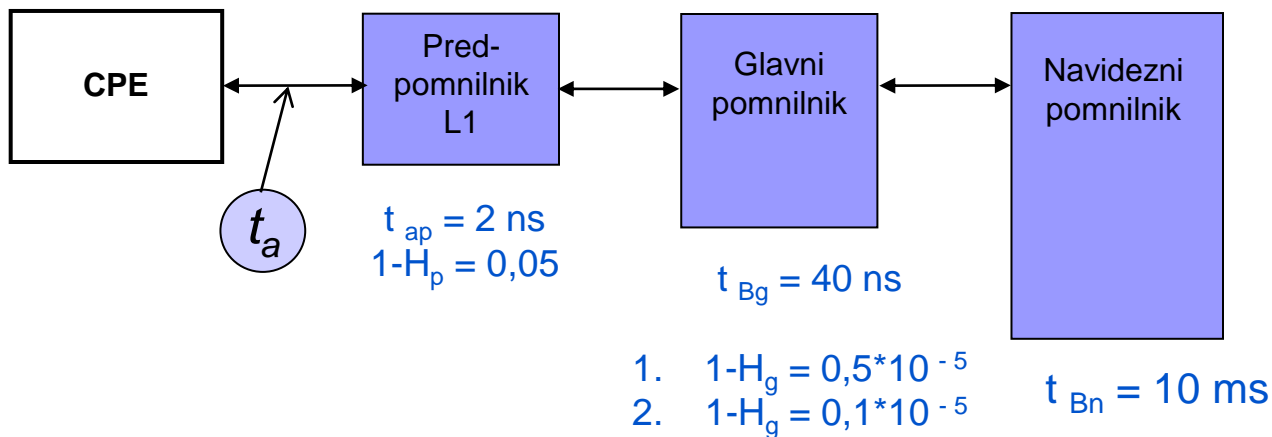 CPE
Pred-
pomnilnik
L1
Glavni
pomnilnik
Navidezni
pomnilnik
t a
t ap = 2 ns
1-Hp = 0,05
t Bg = 40 ns
1. 1-Hg = 0,5*10 - 5
2. 1-Hg = 0,1*10 - 5
t Bn = 10 ms